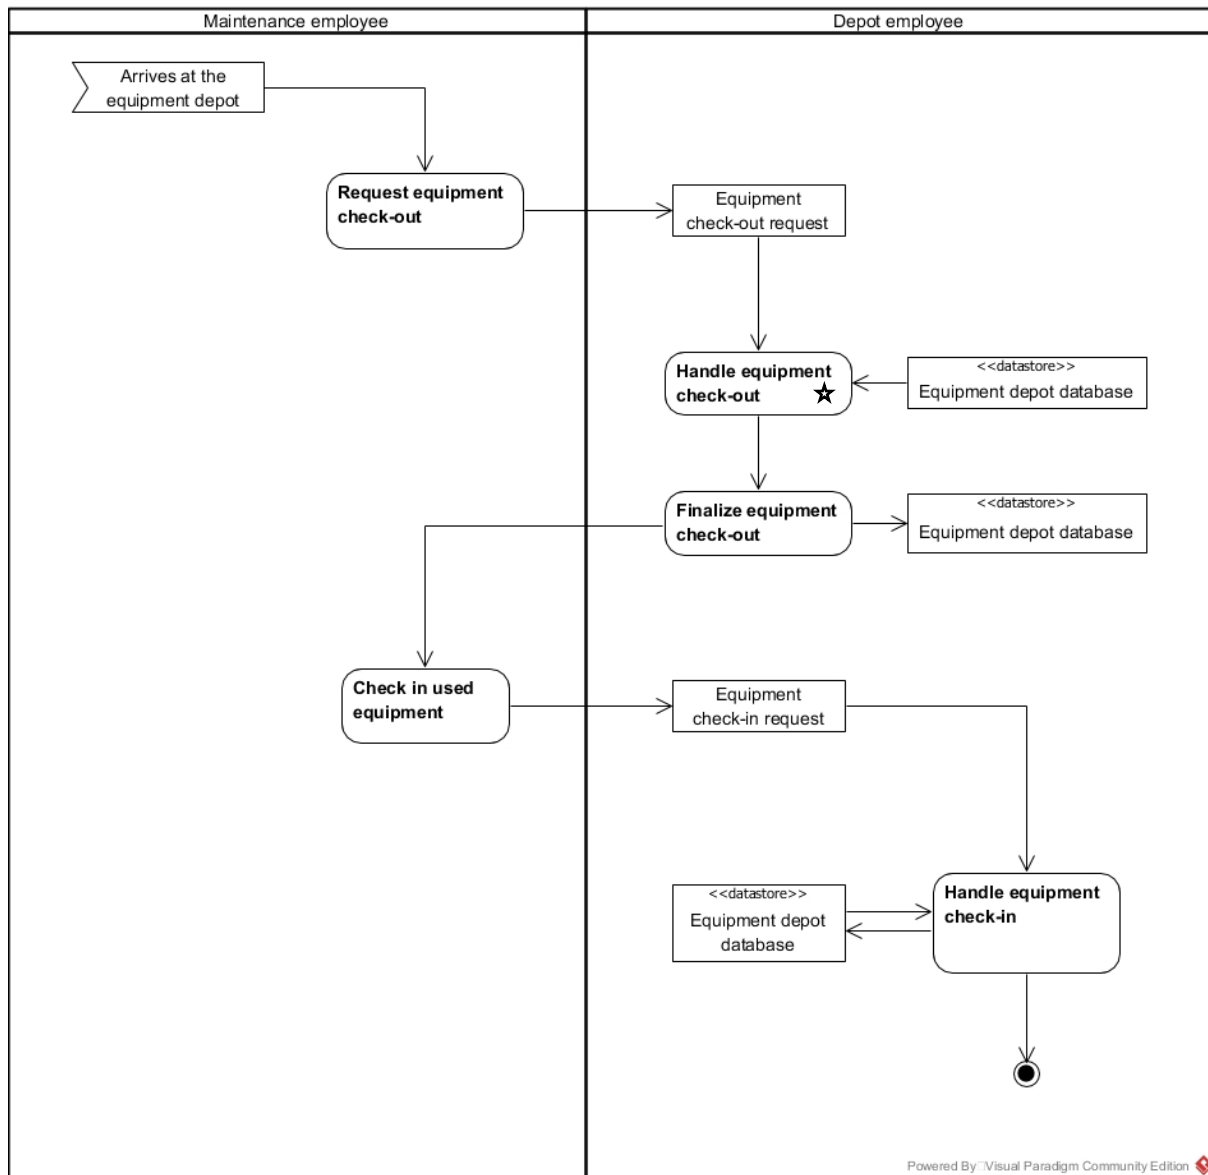 Maintenance employee
Depot employee
Arrives at the
equipment depot
Request equipment
check-out
Equipment
check-out request
Handle equipment
check-out
<<datastore>>
Equipment depot database
Finalize equipment
check-out
<<datastore>>
Equipment depot database
Check in used
equipment
Equipment
check-in request
<<datastore>>
Equipment depot
database
Handle equipment
check-in
Powered By Visual Paradigm Community Edition